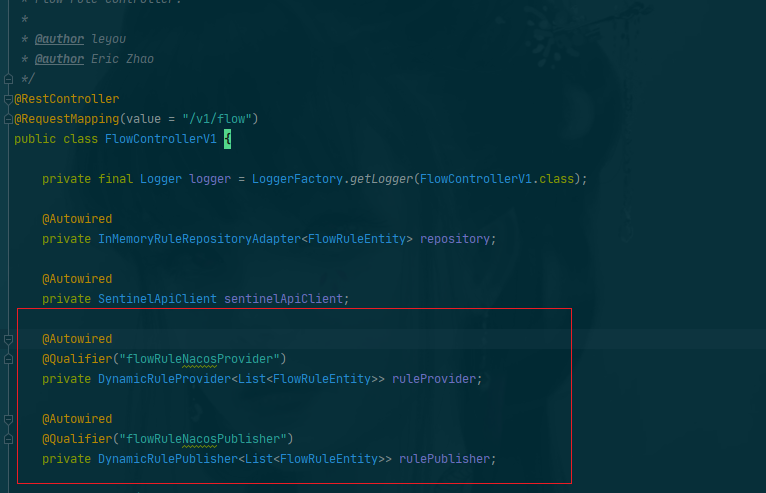 * Flow rule controller.
*
* @author leyou
* @author Eric Zhao
*/
@RestController
@RequestMapping(value = "/v1/flow")
public class FlowControllerV1 {
private final Logger logger = LoggerFactory.getLogger(FlowControllerV1.class);
@Autowired
private InMemoryRuleRepositoryAdapter<FlowRuleEntity> repository;
@Autowired
private SentinelApiClient sentinelApiClient;
@Autowired
@Qualifier("flowRuleNacosProvider")
private DynamicRuleProvider<List<FlowRuleEntity>> ruleProvider;
@Autowired
@Qualifier("flowRuleNacosPublisher")
private DynamicRulePublisher<List<FlowRuleEntity>> rulePublisher;